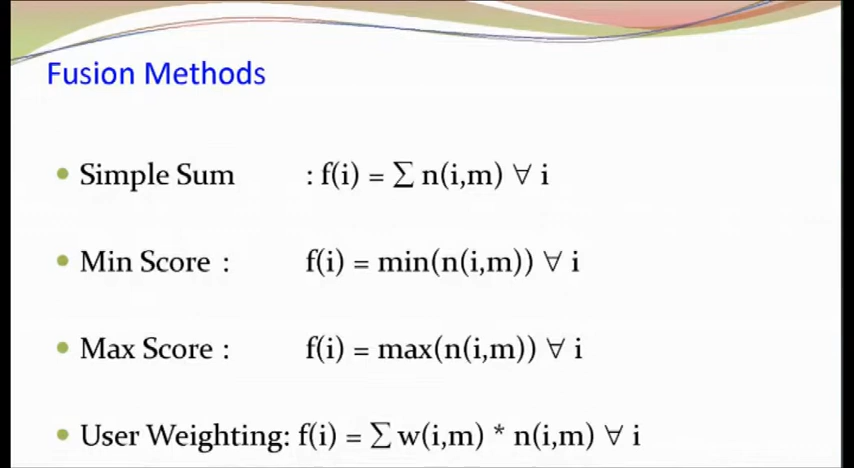 Fusion Methods
• Simple Sum : f(i) = ∑ n(i,m) ∀ i
• Min Score : f(i) = min(n(i,m)) ∀ i
• Max Score : f(i) = max(n(i,m)) ∀ i
• User Weighting: f(i) = ∑ w(i,m) * n(i,m) ∀ i